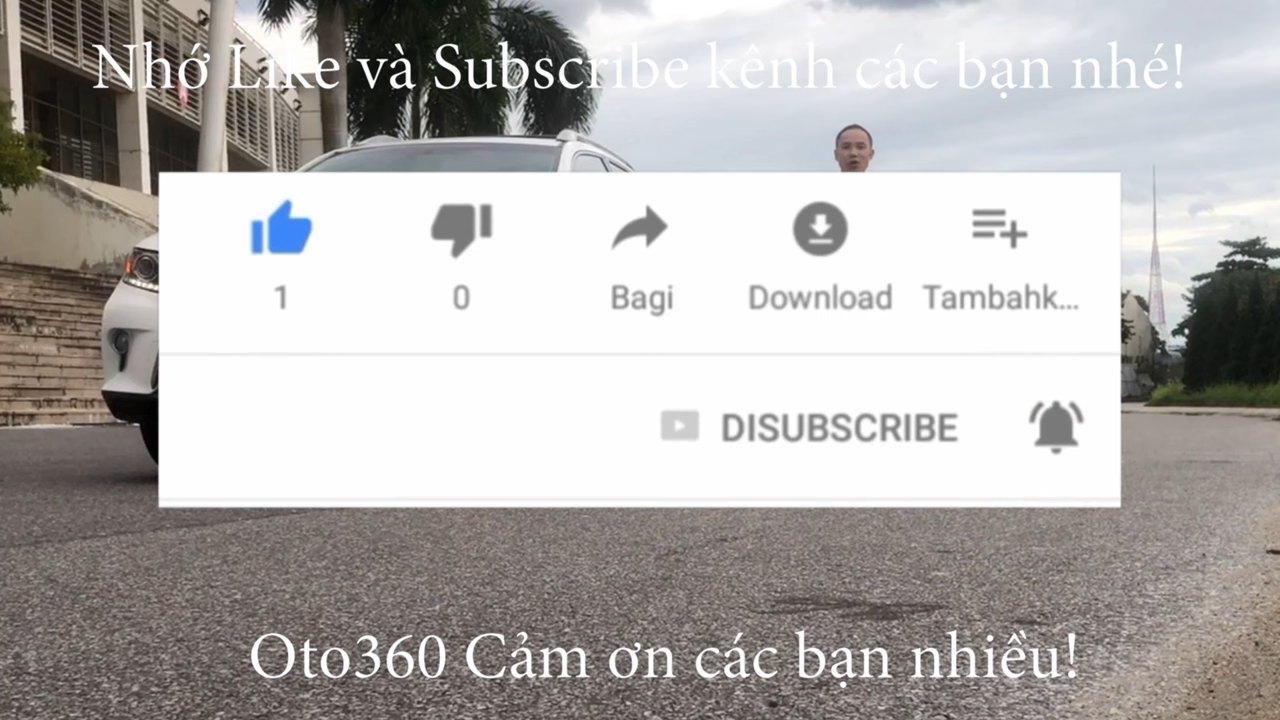 Nhớ Like và Subscribe kênh các bạn nhé!
1 0 Bagi Download Tambahk...
DISUBSCRIBE
Oto360 Cảm ơn các bạn nhiều!